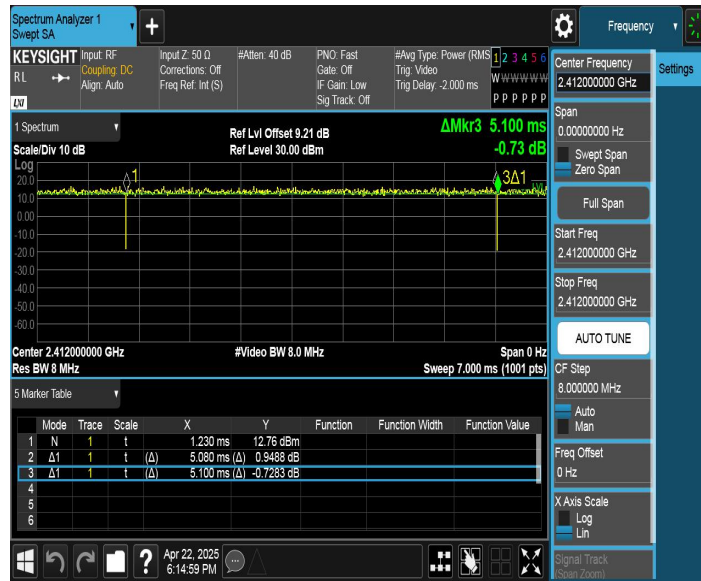 Spectrum Analyzer 1
Swept SA
+
Frequency
KEYSIGHT
RL
LXI
Input: RF
Coupling: DC
Align: Auto
Input Z: 50 Ω
Corrections: Off
Freq Ref: Int (S)
#Atten: 40 dB
PNO: Fast
Gate: Off
IF Gain: Low
Sig Track: Off
#Avg Type: Power (RMS
Trig: Video
Trig Delay: -2.000 ms
1 2 3 4 5 6
W W W W W W
P P P P P P
Center Frequency
2.412000000 GHz
Settings
Span
0.00000000 Hz
Swept Span
Zero Span
Full Span
Start Freq
2.412000000 GHz
Stop Freq
2.412000000 GHz
AUTO TUNE
CF Step
8.000000 MHz
Auto
Man
Freq Offset
0 Hz
X Axis Scale
Log
Lin
Signal Track
(Span Zoom)
1 Spectrum
Scale/Div 10 dB
Ref Lvl Offset 9.21 dB
Ref Level 30.00 dBm
ΔMkr3 5.100 ms
-0.73 dB
Log
20.0
10.0
0.00
-10.0
-20.0
-30.0
-40.0
-50.0
-60.0
1
3Δ1
Center 2.412000000 GHz
Res BW 8 MHz
#Video BW 8.0 MHz
Span 0 Hz
Sweep 7.000 ms (1001 pts)
5 Marker Table
Mode Trace Scale X Y Function Function Width Function Value
1 N 1 t 1.230 ms 12.76 dBm
2 Δ1 1 t (Δ) 5.080 ms (Δ) 0.9488 dB
3 Δ1 1 t (Δ) 5.100 ms (Δ) -0.7283 dB
4
5
6
?
Apr 22, 2025
6:14:59 PM